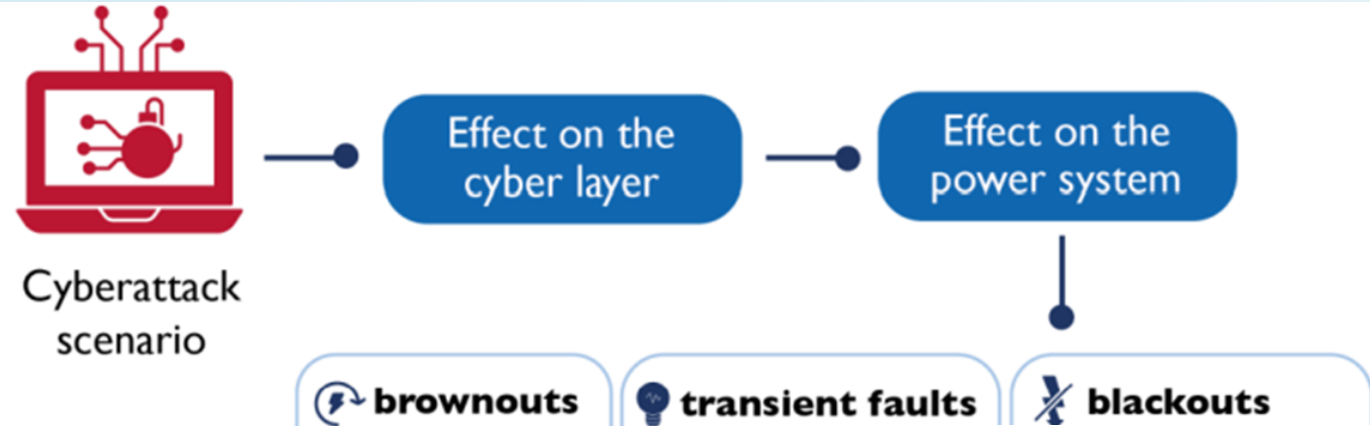 Effect on the
cyber layer
Effect on the
power system
Cyberattack
scenario
brownouts
transient faults
blackouts